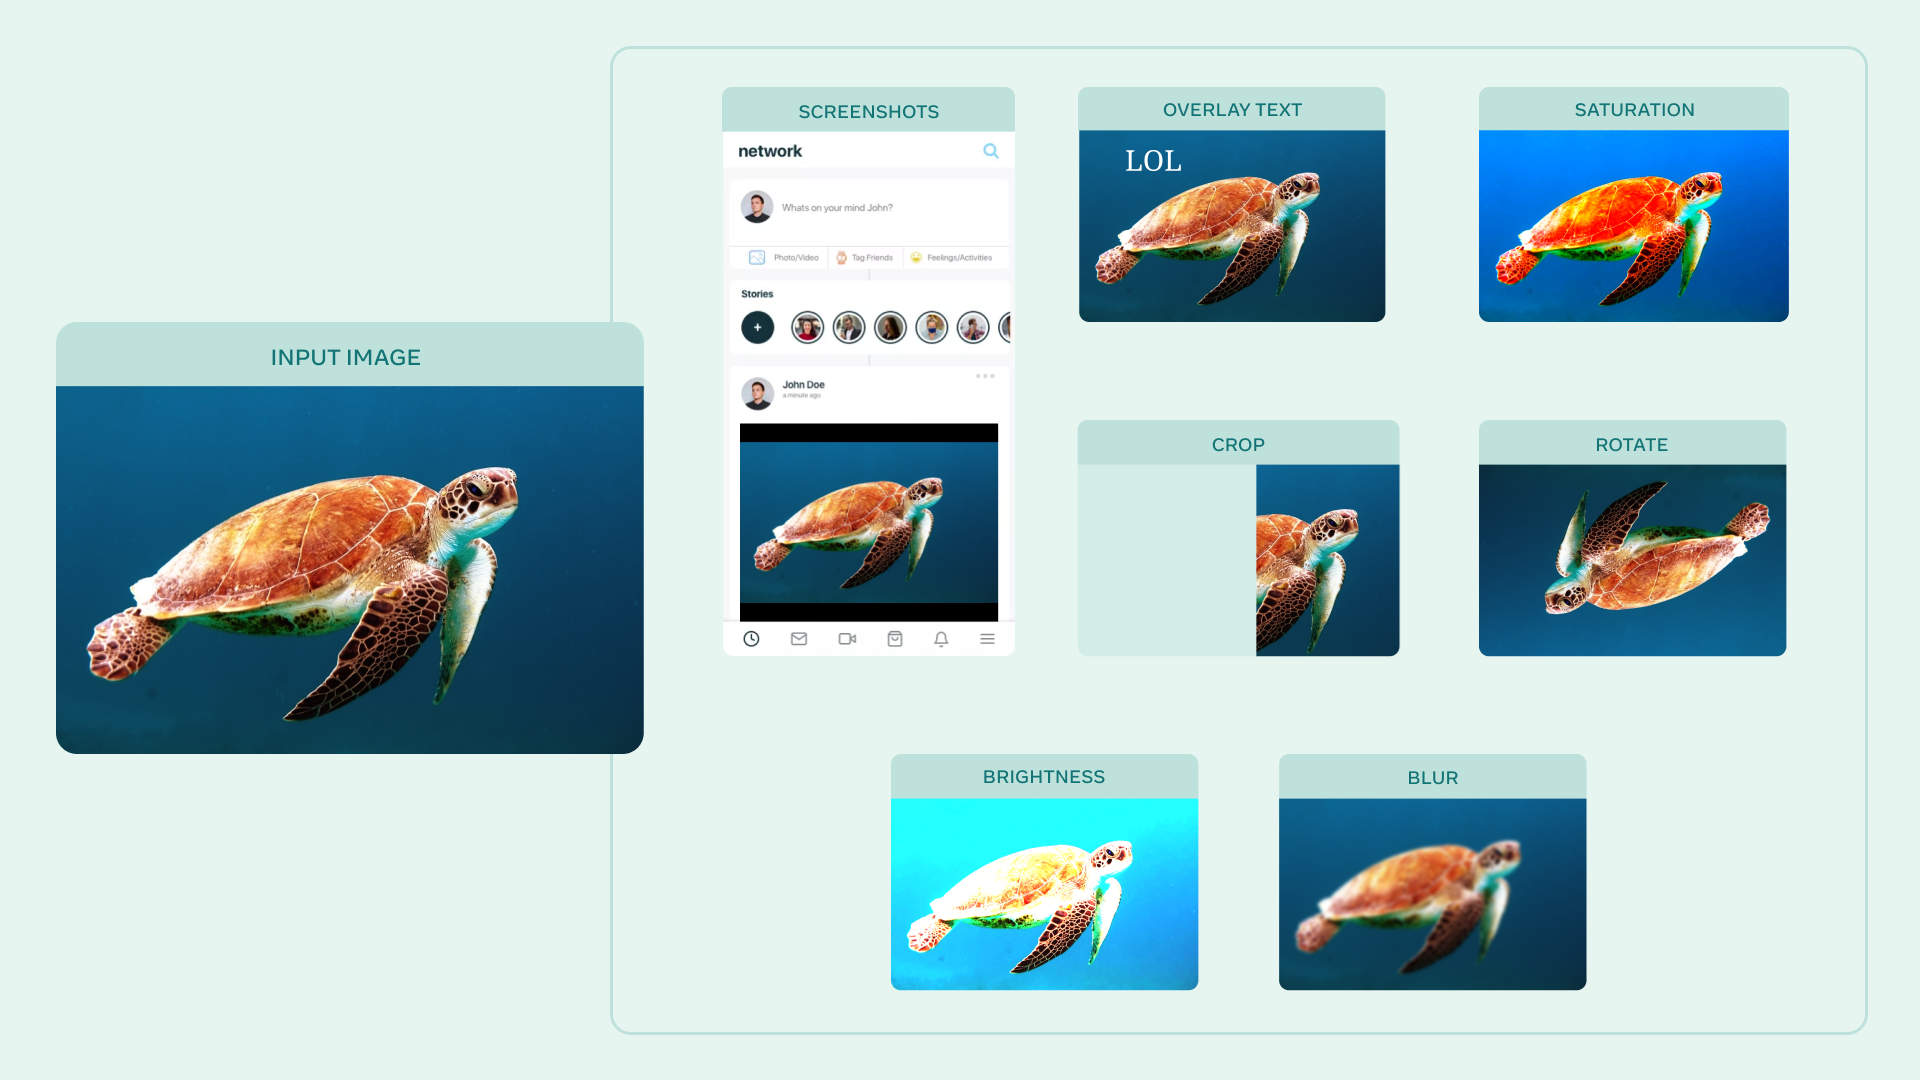 INPUT IMAGE
SCREENSHOTS
network
Whats on your mind John?
Photo/Video
Tag Friends
Feelings/Activities
Stories
John Doe
a minute ago
OVERLAY TEXT
LOL
SATURATION
CROP
ROTATE
BRIGHTNESS
BLUR